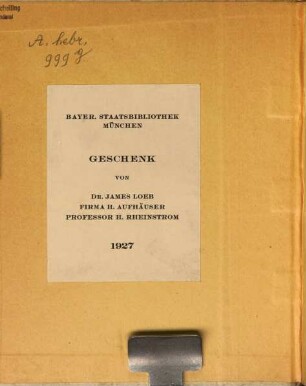 A. hebr.
999 g
BAYER. STAATSBIBLIOTHEK
MÜNCHEN
GESCHENK
VON
DR. JAMES LOEB
FIRMA H. AUFHÄUSER
PROFESSOR H. RHEINSTROM
1927